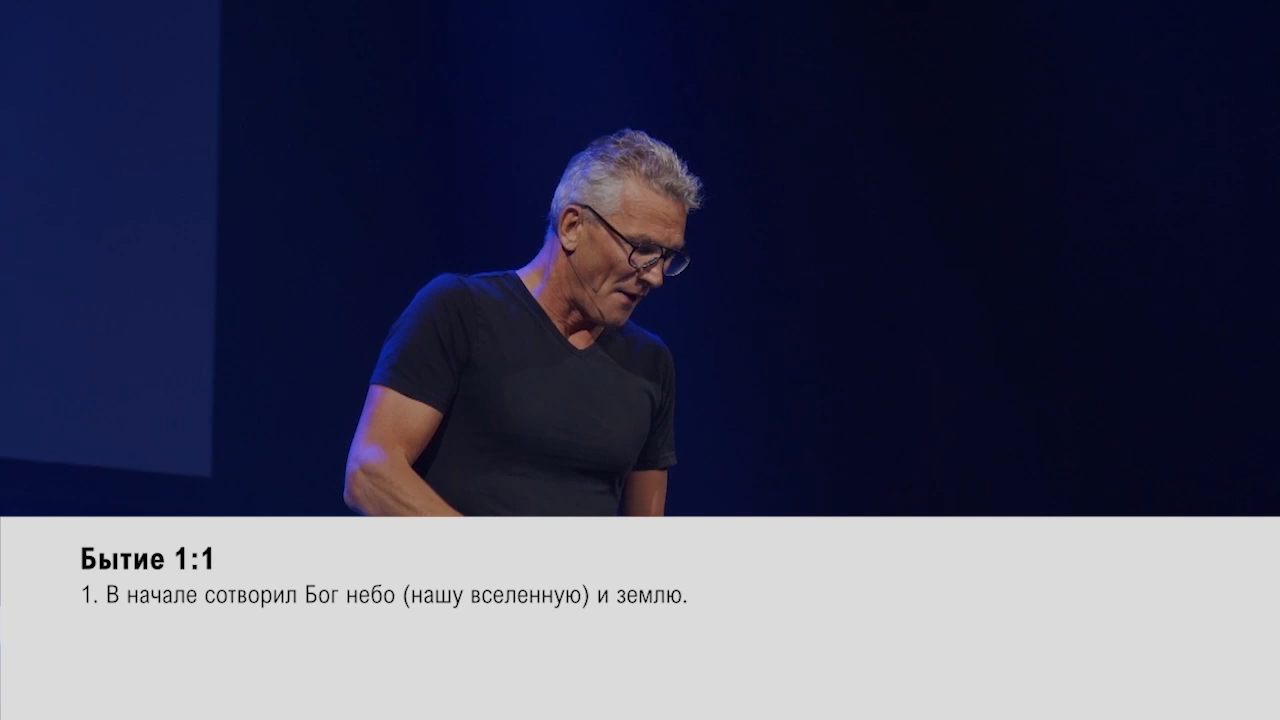 Бытие 1:1
1. В начале сотворил Бог небо (нашу вселенную) и землю.